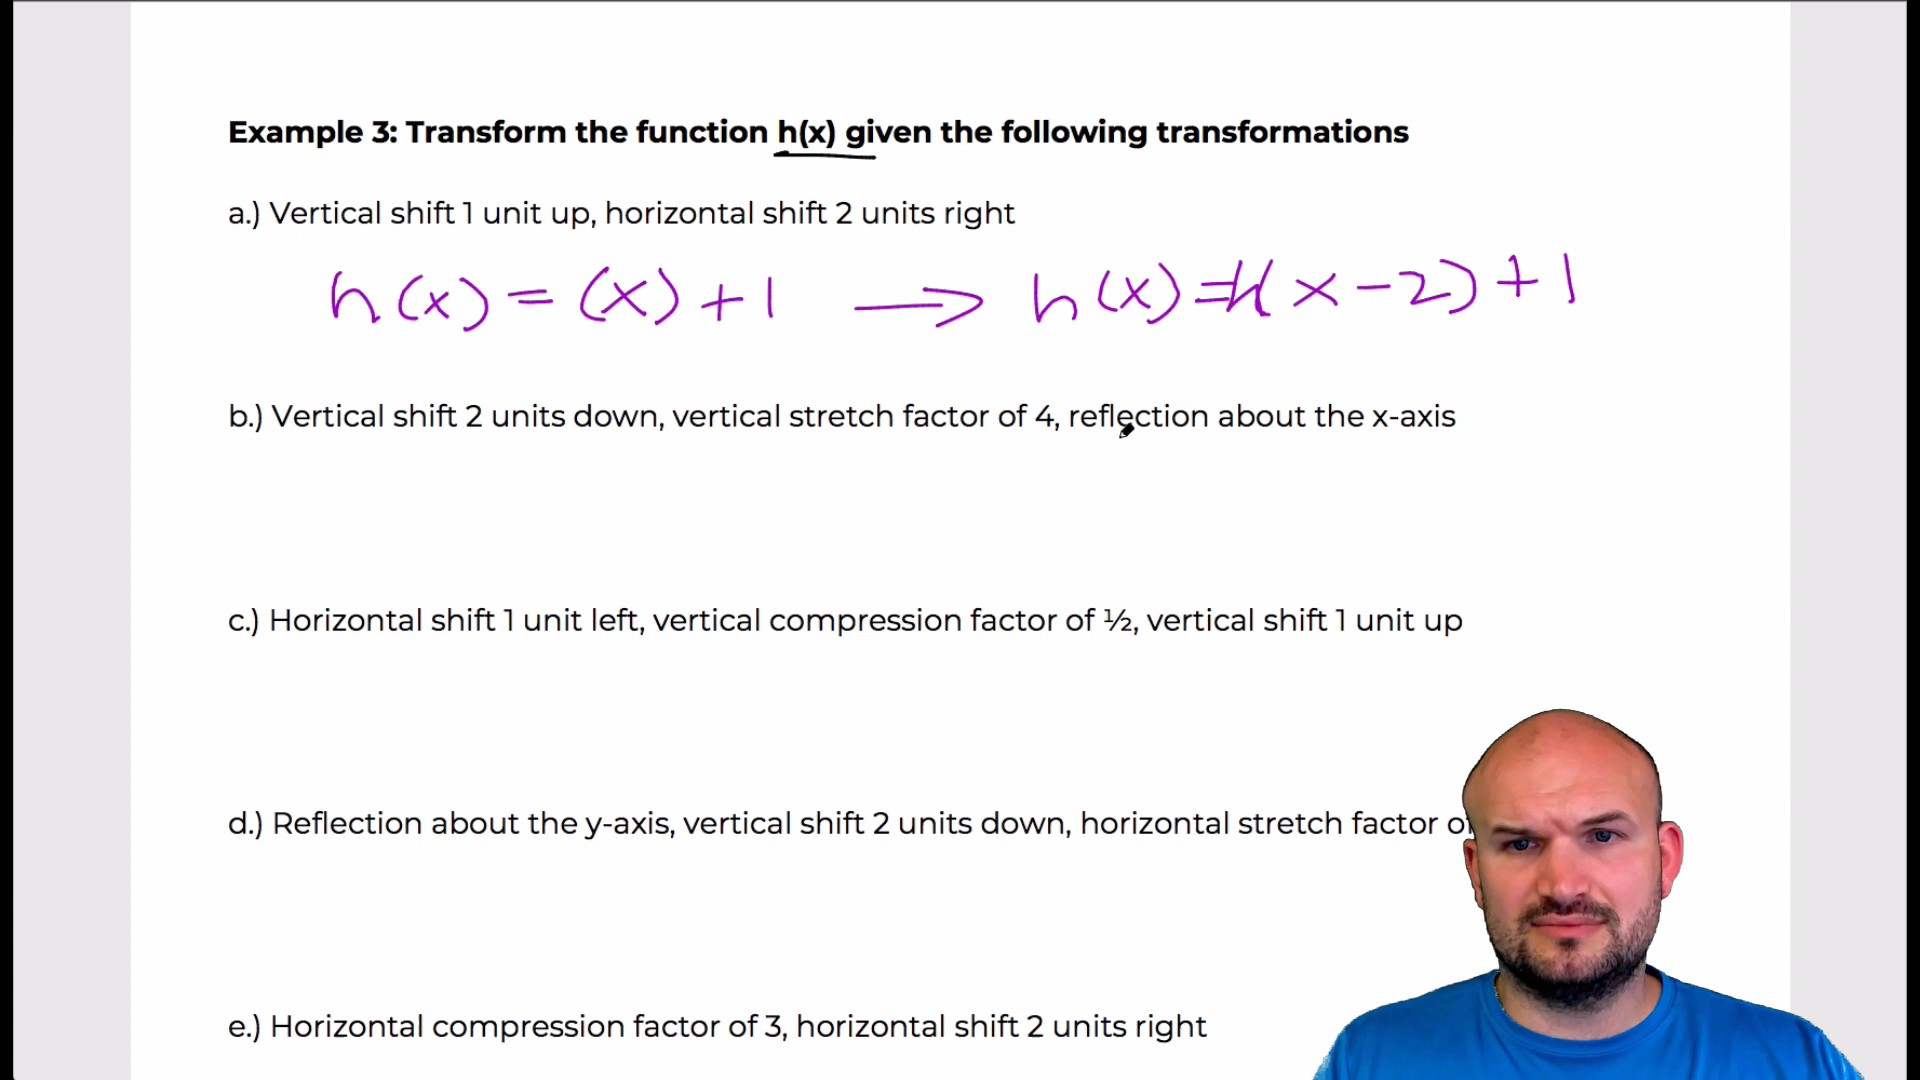 Example 3: Transform the function h(x) given the following transformations
a.) Vertical shift 1 unit up, horizontal shift 2 units right
h(x) = (x) + 1 → h(x) = h(x - 2) + 1
b.) Vertical shift 2 units down, vertical stretch factor of 4, reflection about the x-axis
c.) Horizontal shift 1 unit left, vertical compression factor of ½, vertical shift 1 unit up
d.) Reflection about the y-axis, vertical shift 2 units down, horizontal stretch factor of
e.) Horizontal compression factor of 3, horizontal shift 2 units right